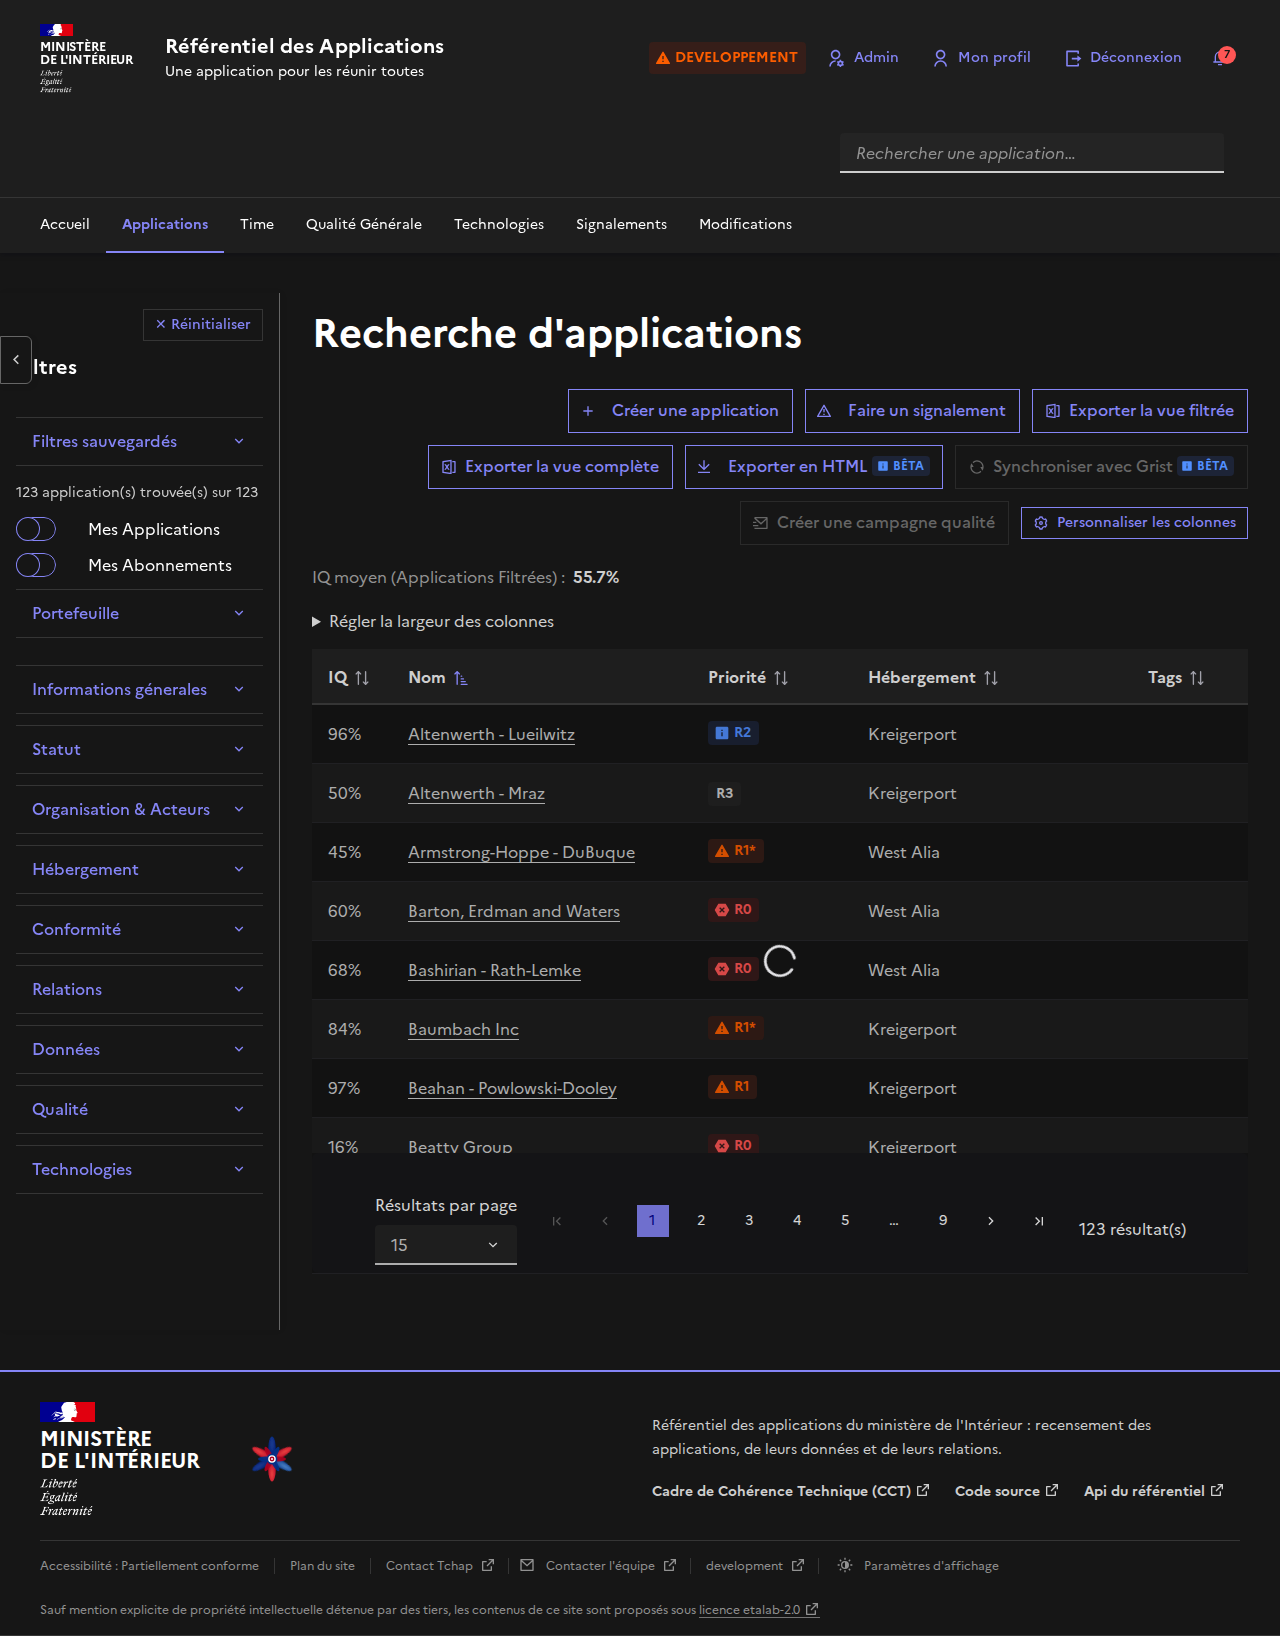 MINISTÈRE
DE L'INTÉRIEUR
Liberté
Égalité
Fraternité
Référentiel des Applications
Une application pour les réunir toutes
DEVELOPPEMENT
Admin
Mon profil
Déconnexion
7
Rechercher une application...
Accueil
Applications
Time
Qualité Générale
Technologies
Signalements
Modifications
Réinitialiser
ltres
Filtres sauvegardés
123 application(s) trouvée(s) sur 123
Mes Applications
Mes Abonnements
Portefeuille
Informations génerales
Statut
Organisation & Acteurs
Hébergement
Conformité
Relations
Données
Qualité
Technologies
Recherche d'applications
Créer une application
Faire un signalement
Exporter la vue filtrée
Exporter la vue complète
Exporter en HTML BÊTA
Synchroniser avec Grist BÊTA
Créer une campagne qualité
Personnaliser les colonnes
IQ moyen (Applications Filtrées) : 55.7%
Régler la largeur des colonnes
IQ Nom Priorité Hébergement Tags
96% Altenwerth - Lueilwitz R2 Kreigerport
50% Altenwerth - Mraz R3 Kreigerport
45% Armstrong-Hoppe - DuBuque R1* West Alia
60% Barton, Erdman and Waters R0 West Alia
68% Bashirian - Rath-Lemke R0 West Alia
84% Baumbach Inc R1* Kreigerport
97% Beahan - Powlowski-Dooley R1 Kreigerport
16% Beatty Group R0 Kreigerport
Résultats par page
15
1 2 3 4 5 … 9
123 résultat(s)
MINISTÈRE
DE L'INTÉRIEUR
Liberté
Égalité
Fraternité
Référentiel des applications du ministère de l'Intérieur : recensement des
applications, de leurs données et de leurs relations.
Cadre de Cohérence Technique (CCT)
Code source
Api du référentiel
Accessibilité : Partiellement conforme
Plan du site
Contact Tchap
Contacter l'équipe
development
Paramètres d'affichage
Sauf mention explicite de propriété intellectuelle détenue par des tiers, les contenus de ce site sont proposés sous licence etalab-2.0